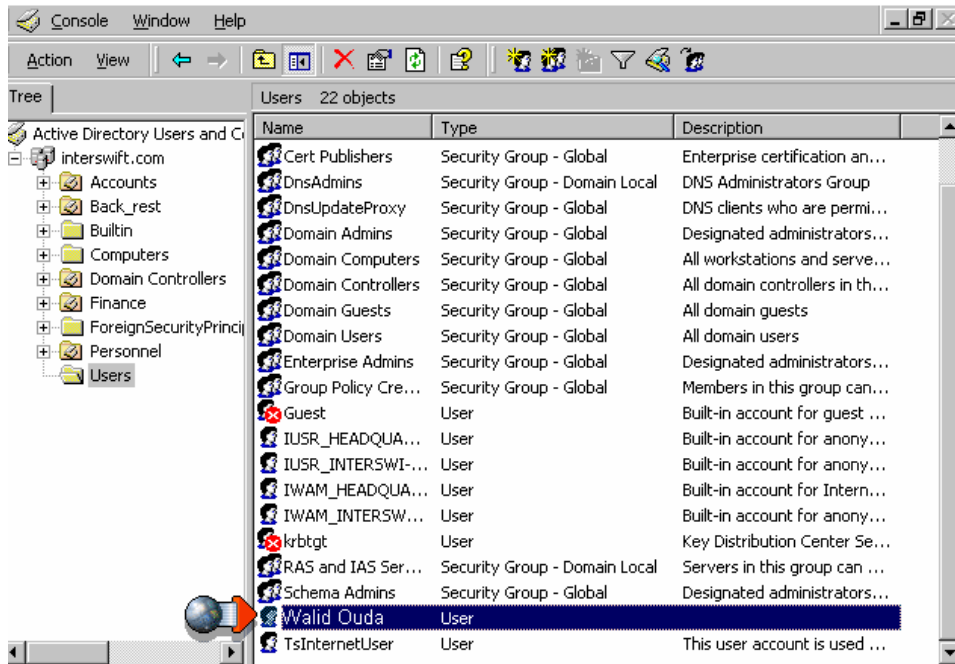 Console Window Help
Action View
Tree
Users 22 objects
Active Directory Users and C
interswift.com
Accounts
Back_rest
Builtin
Computers
Domain Controllers
Finance
ForeignSecurityPrincip
Personnel
Users
Name Type Description
Cert Publishers Security Group - Global Enterprise certification an...
DnsAdmins Security Group - Domain Local DNS Administrators Group
DnsUpdateProxy Security Group - Global DNS clients who are permi...
Domain Admins Security Group - Global Designated administrators...
Domain Computers Security Group - Global All workstations and serve...
Domain Controllers Security Group - Global All domain controllers in th...
Domain Guests Security Group - Global All domain guests
Domain Users Security Group - Global All domain users
Enterprise Admins Security Group - Global Designated administrators...
Group Policy Cre... Security Group - Global Members in this group can...
Guest User Built-in account for guest ...
IUSR_HEADQUA... User Built-in account for anony...
IUSR_INTERSWI-... User Built-in account for anony...
IWAM_HEADQUA... User Built-in account for Intern...
IWAM_INTERSW... User Built-in account for anony...
krbtgt User Key Distribution Center Se...
RAS and IAS Ser... Security Group - Domain Local Servers in this group can ...
Schema Admins Security Group - Global Designated administrators...
Walid Ouda User
TsInternetUser User This user account is used ...